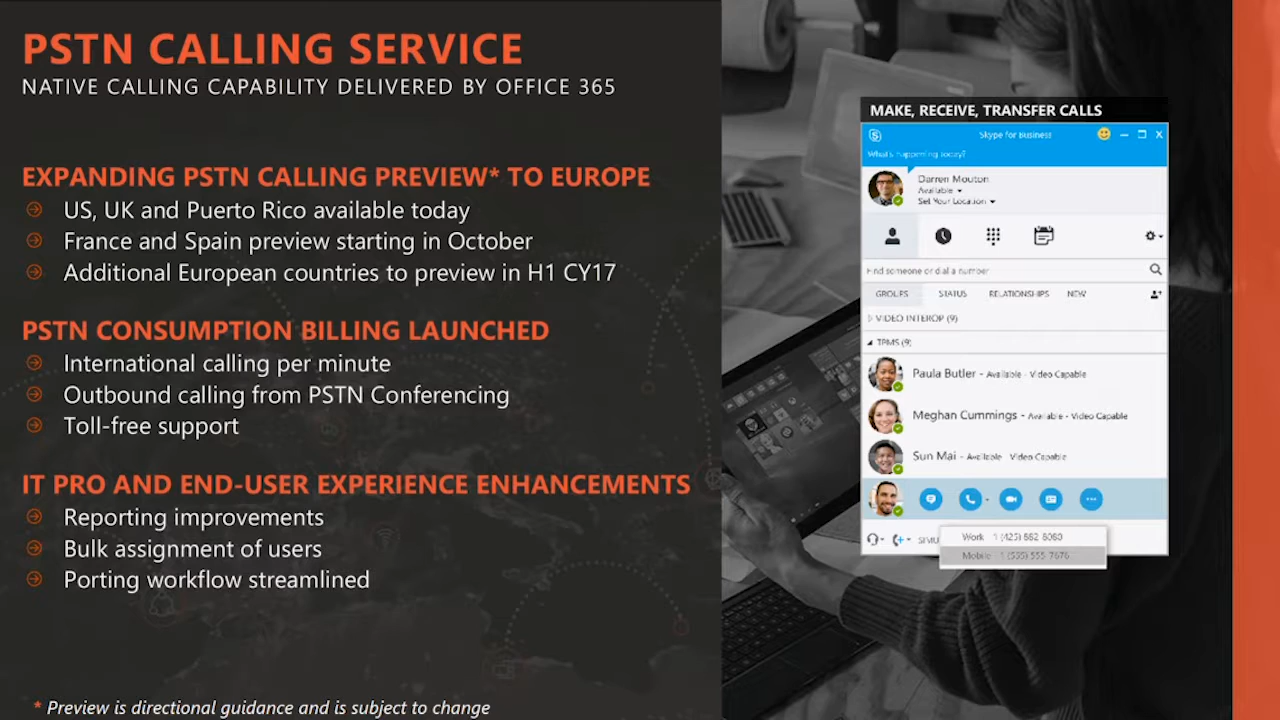 PSTN CALLING SERVICE
NATIVE CALLING CAPABILITY DELIVERED BY OFFICE 365
EXPANDING PSTN CALLING PREVIEW* TO EUROPE
US, UK and Puerto Rico available today
France and Spain preview starting in October
Additional European countries to preview in H1 CY17
PSTN CONSUMPTION BILLING LAUNCHED
International calling per minute
Outbound calling from PSTN Conferencing
Toll-free support
IT PRO AND END-USER EXPERIENCE ENHANCEMENTS
Reporting improvements
Bulk assignment of users
Porting workflow streamlined
* Preview is directional guidance and is subject to change
MAKE, RECEIVE, TRANSFER CALLS
Skype for Business
What's happening today?
Darren Mouton
Available
Set Your Location
Find someone or dial a number
GROUPS STATUS RELATIONSHIPS NEW
VIDEO INTEROP (9)
TPMS (9)
Paula Butler - Available - Video Capable
Meghan Cummings - Available - Video Capable
Sun Mai - Available - Video Capable
Work
Mobile